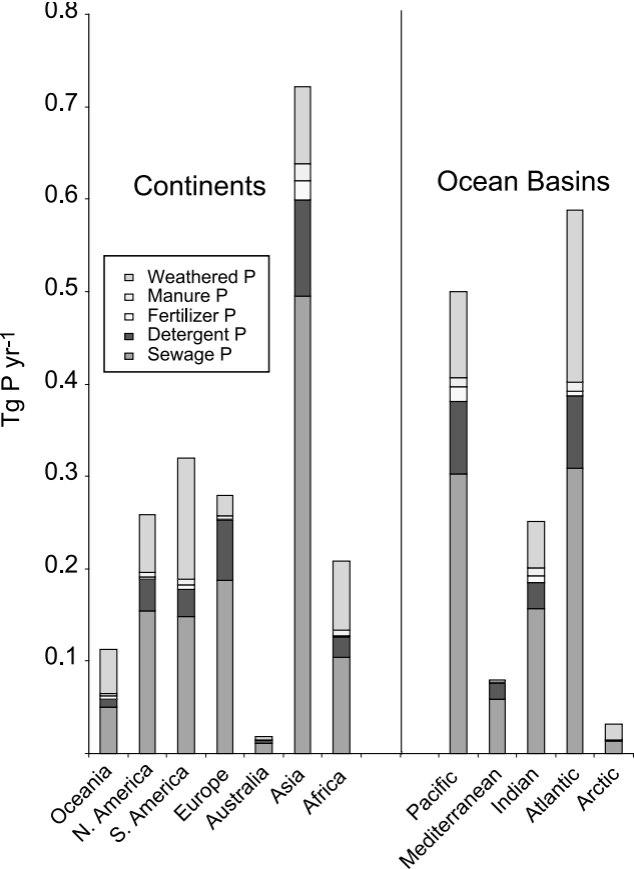 0.8
0.7
0.6
0.5
0.4
0.3
0.2
0.1
Tg P yr-1
Continents
Ocean Basins
Weathered P
Manure P
Fertilizer P
Detergent P
Sewage P
Oceania
N. America
S. America
Europe
Australia
Asia
Africa
Pacific
Mediterranean
Indian
Atlantic
Arctic